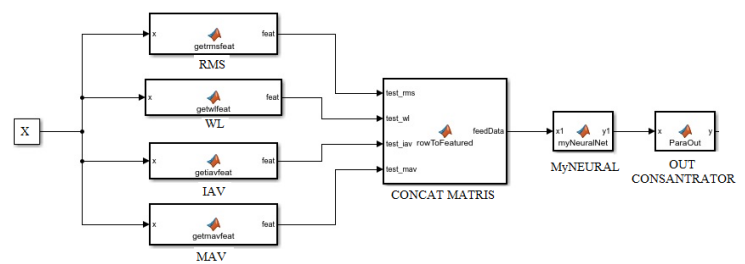 X
x
feat
getrmsfeat
RMS
x
feat
getwlfeat
WL
x
feat
getiavfeat
IAV
x
feat
getmavfeat
MAV
test_rms
test_wl
test_iav
test_mav
feedData
rowToFeatured
CONCAT MATRIS
x1
y1
myNeuralNet
MyNEURAL
x
y
ParaOut
OUT
CONSANTRATOR